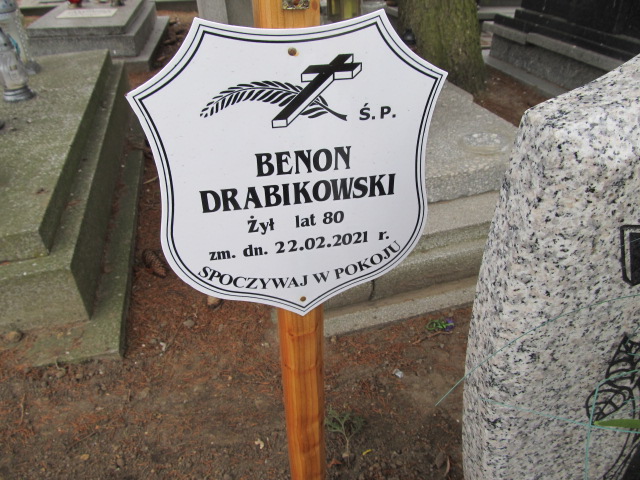 Ś.P.
BENON
DRABIKOWSKI
Żył lat 80
zm. dn. 22.02.2021 r.
SPOCZYWAJ W POKOJU